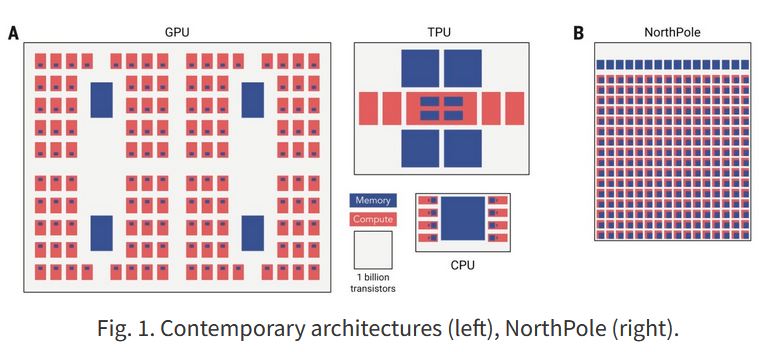 A
GPU
TPU
B
NorthPole
Memory
Compute
1 billion
transistors
CPU
Fig. 1. Contemporary architectures (left), NorthPole (right).